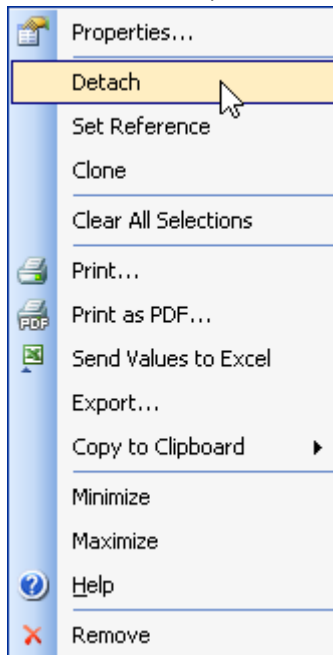 Properties...
Detach
Set Reference
Clone
Clear All Selections
Print...
PDF
Print as PDF...
Send Values to Excel
Export...
Copy to Clipboard
Minimize
Maximize
Help
Remove